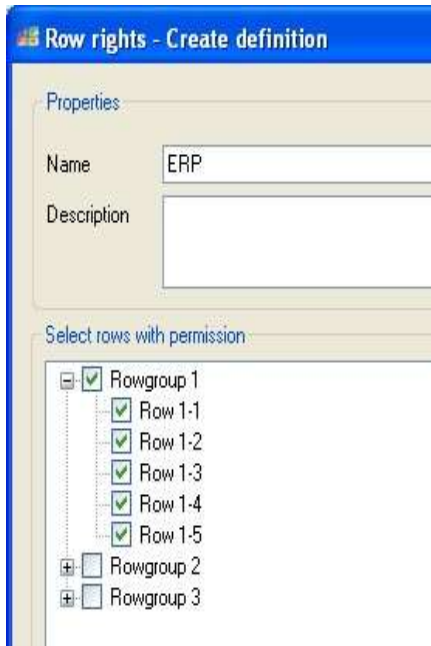 Row rights - Create definition
Properties
Name ERP
Description
Select rows with permission
Rowgroup 1
Row 1-1
Row 1-2
Row 1-3
Row 1-4
Row 1-5
Rowgroup 2
Rowgroup 3